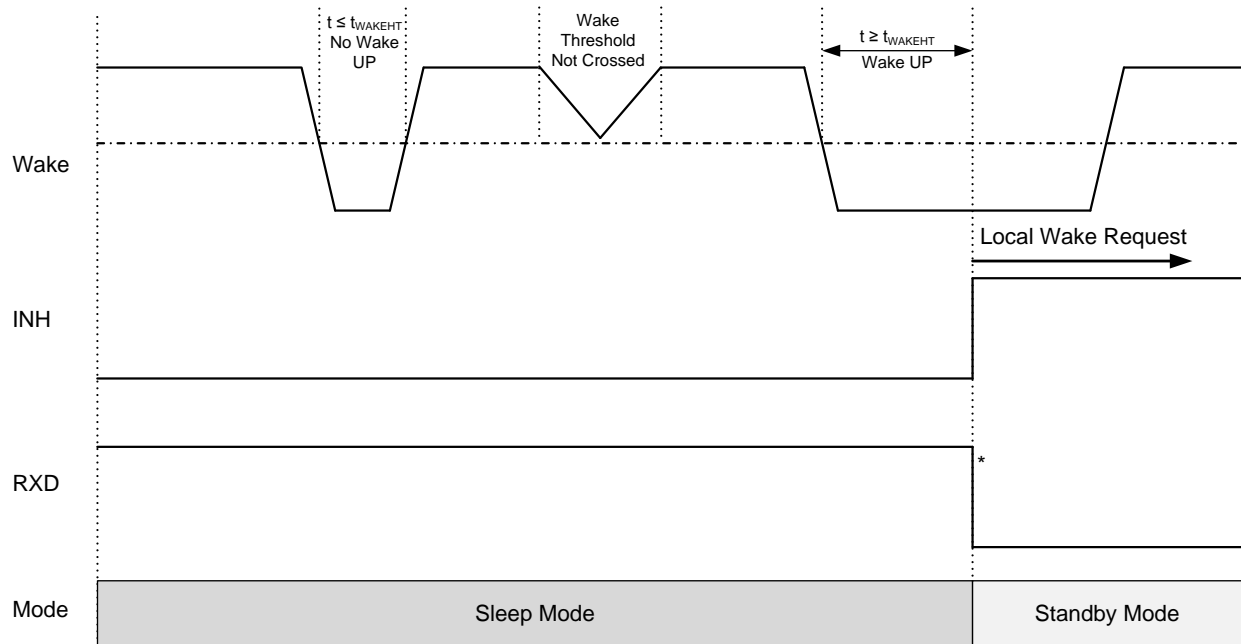 t ≤ tWAKEHT
No Wake
UP
Wake
Threshold
Not Crossed
t ≥ tWAKEHT
Wake UP
Wake
Local Wake Request
INH
RXD
*
Mode
Sleep Mode
Standby Mode